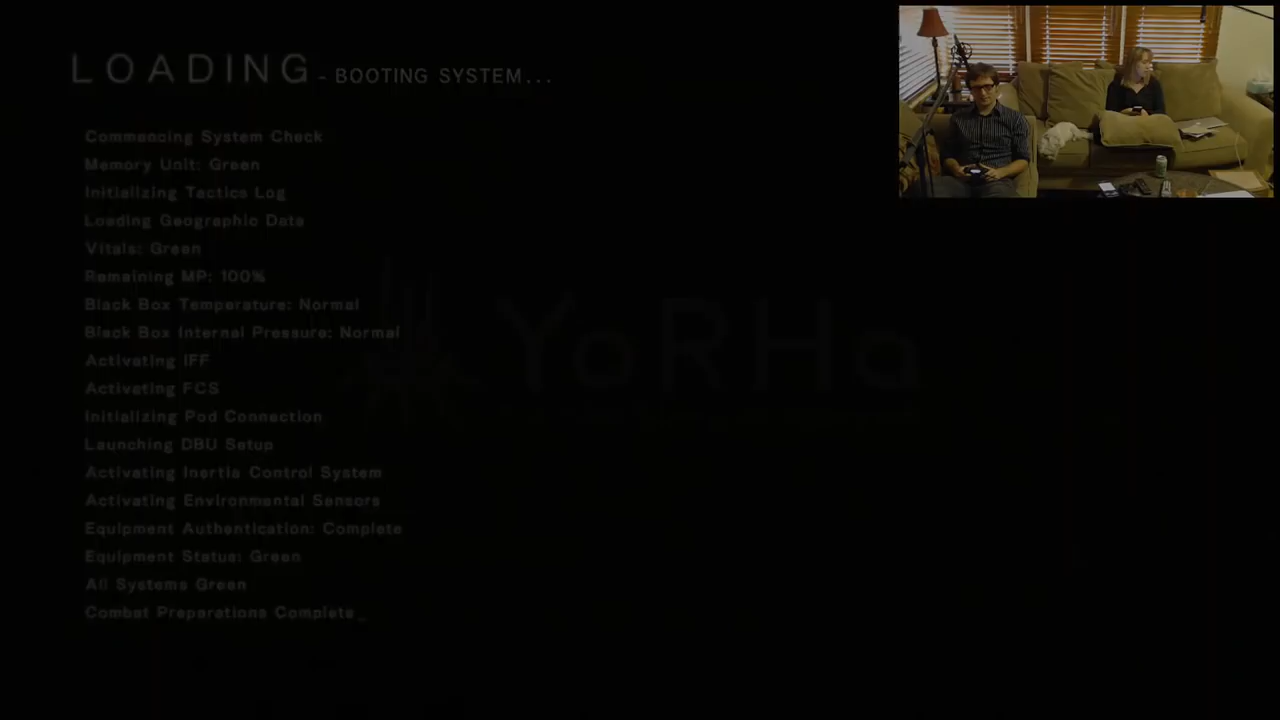 LOADING - BOOTING SYSTEM...
Commencing System Check
Memory Unit: Green
Initializing Tactics Log
Loading Geographic Data
Vitals: Green
Remaining MP: 100%
Black Box Temperature: Normal
Black Box Internal Pressure: Normal
Activating IFF
Activating FCS
Initializing Pod Connection
Launching DBU Setup
Activating Inertia Control System
Activating Environmental Sensors
Equipment Authentication: Complete
Equipment Status: Green
All Systems Green
Combat Preparations Complete_
YoRHa